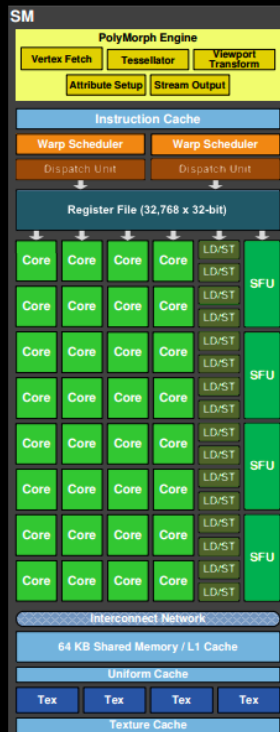 SM
PolyMorph Engine
Vertex Fetch
Tessellator
Viewport
Transform
Attribute Setup
Stream Output
Instruction Cache
Warp Scheduler
Warp Scheduler
Dispatch Unit
Dispatch Unit
Register File (32,768 x 32-bit)
LD/ST
Core Core Core Core
LD/ST
SFU
LD/ST
Core Core Core Core
LD/ST
LD/ST
Core Core Core Core
LD/ST
SFU
LD/ST
Core Core Core Core
LD/ST
LD/ST
Core Core Core Core
LD/ST
SFU
LD/ST
Core Core Core Core
LD/ST
LD/ST
Core Core Core Core
LD/ST
SFU
LD/ST
Core Core Core Core
LD/ST
Interconnect Network
64 KB Shared Memory / L1 Cache
Uniform Cache
Tex Tex Tex Tex
Texture Cache